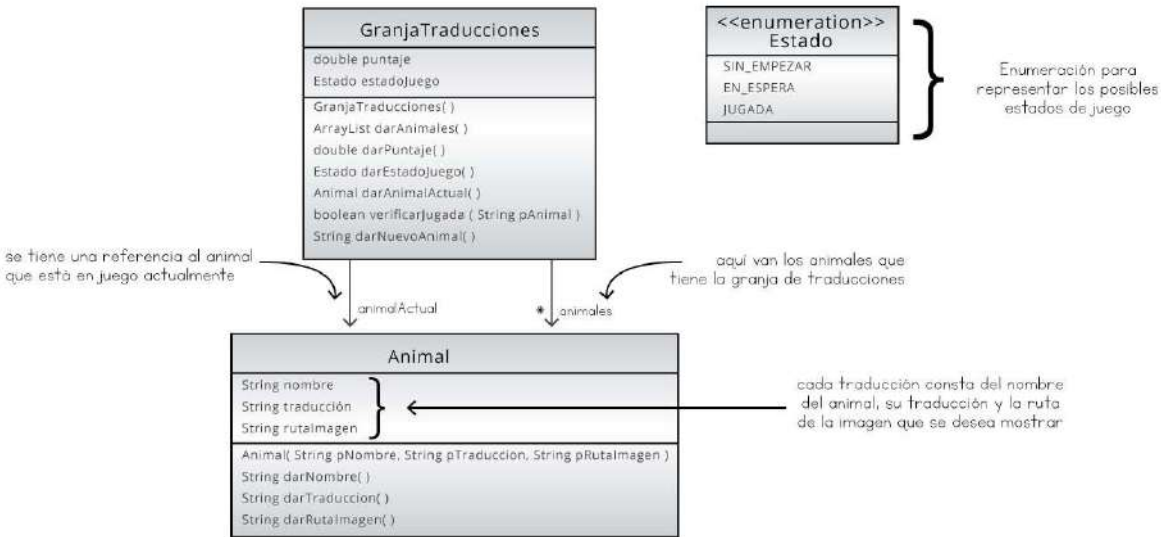 GranjaTraducciones
double puntaje
Estado estadoJuego
GranjaTraducciones( )
ArrayList darAnimales( )
double darPuntaje( )
Estado darEstadoJuego( )
Animal darAnimalActual( )
boolean verificarJugada ( String pAnimal )
String darNuevoAnimal( )
<<enumeration>>
Estado
SIN_EMPEZAR
EN_ESPERA
JUGADA
Enumeración para
representar los posibles
estados de juego
se tiene una referencia al animal
que está en juego actualmente
aquí van los animales que
tiene la granja de traducciones
animalActual
* animales
Animal
String nombre
String traducción
String rutaImagen
cada traducción consta del nombre
del animal, su traducción y la ruta
de la imagen que se desea mostrar
Animal( String pNombre, String pTraduccion, String pRutaImagen )
String darNombre( )
String darTraduccion( )
String darRutaImagen( )